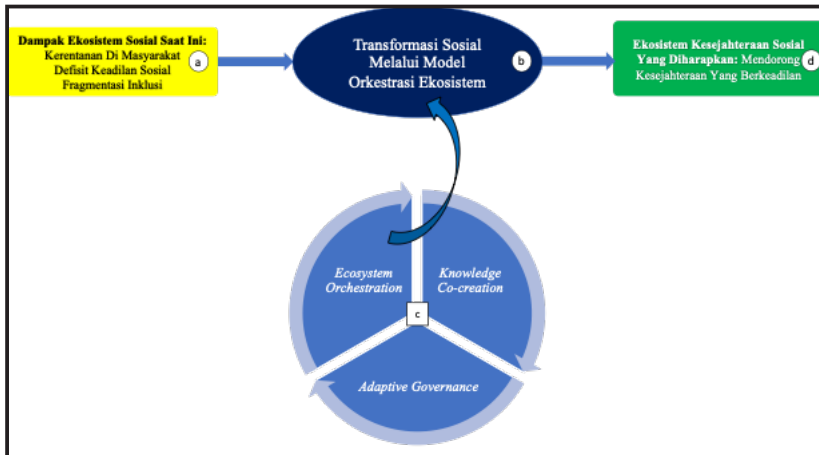 Dampak Ekosistem Sosial Saat Ini:
Kerentanan Di Masyarakat
Defisit Keadilan Sosial
Fragmentasi Inklusi
a
Transformasi Sosial
Melalui Model
Orkestrasi Ekosistem
b
Ekosistem Kesejahteraan Sosial
Yang Diharapkan: Mendorong
Kesejahteraan Yang Berkeadilan
d
Ecosystem
Orchestration
Knowledge
Co-creation
c
Adaptive Governance